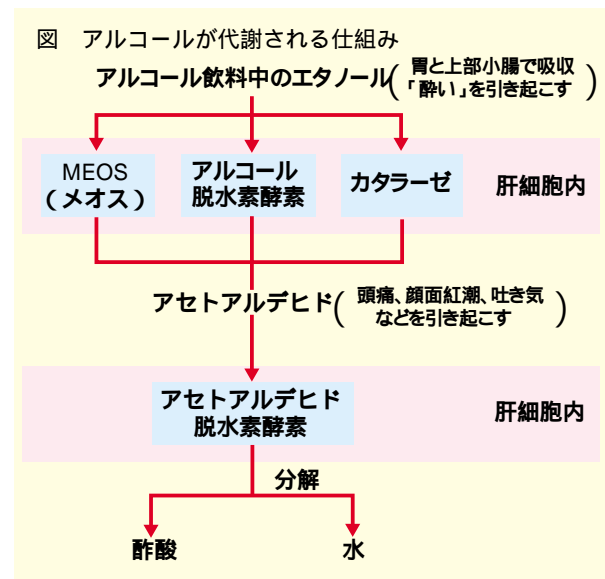 図 アルコールが代謝される仕組み
アルコール飲料中のエタノール(胃と上部小腸で吸収
「酔い」を引き起こす)
MEOS
(メオス)
アルコール
脱水素酵素
カタラーゼ
肝細胞内
アセトアルデヒド(頭痛、顔面紅潮、吐き気
などを引き起こす)
アセトアルデヒド
脱水素酵素
肝細胞内
分解
酢酸
水